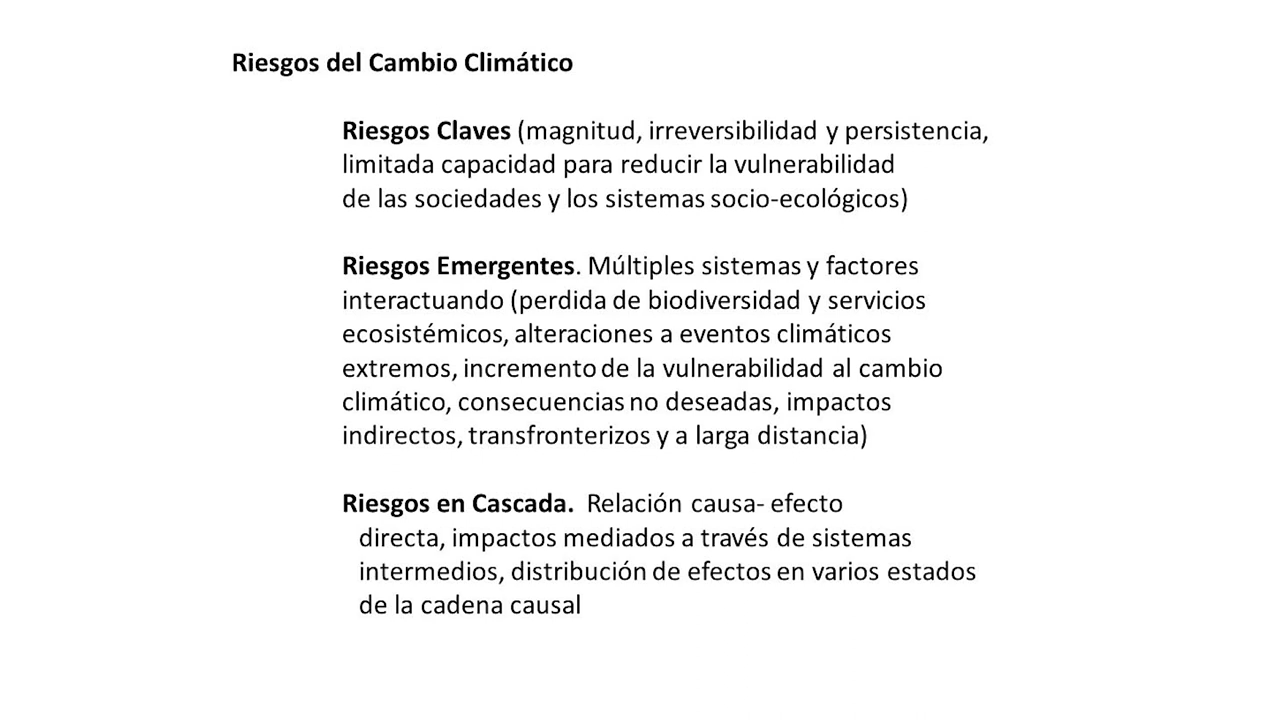 Riesgos del Cambio Climático
Riesgos Claves (magnitud, irreversibilidad y persistencia,
limitada capacidad para reducir la vulnerabilidad
de las sociedades y los sistemas socio-ecológicos)
Riesgos Emergentes. Múltiples sistemas y factores
interactuando (perdida de biodiversidad y servicios
ecosistémicos, alteraciones a eventos climáticos
extremos, incremento de la vulnerabilidad al cambio
climático, consecuencias no deseadas, impactos
indirectos, transfronterizos y a larga distancia)
Riesgos en Cascada. Relación causa- efecto
directa, impactos mediados a través de sistemas
intermedios, distribución de efectos en varios estados
de la cadena causal